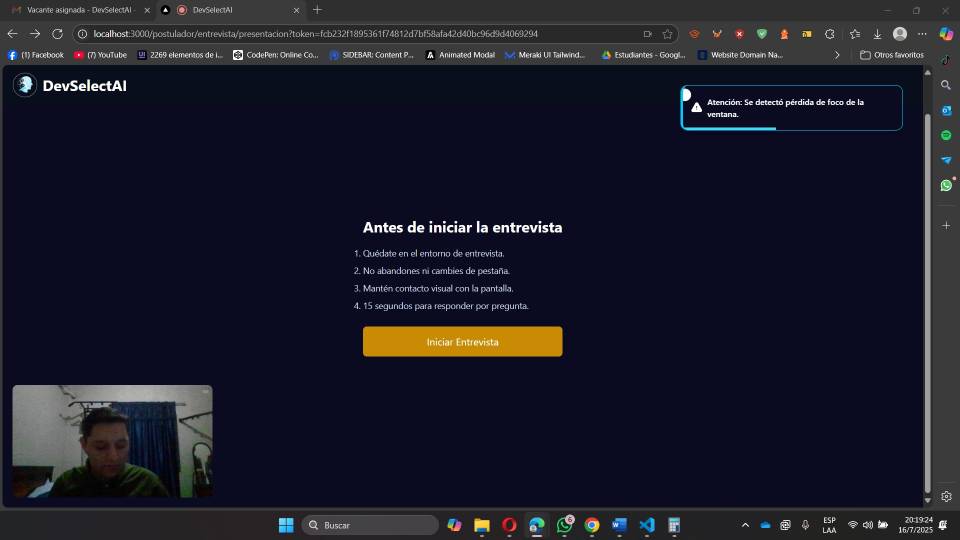 Vacante asignada - DevSelectAI -
DevSelectAI
localhost:3000/postulador/entrevista/presentacion?token=fcb232f1895361f74812d7bf58afa42d40bc96d9d4069294
(1) Facebook
(7) YouTube
2269 elementos de i...
CodePen: Online Co...
SIDEBAR: Content P...
Animated Modal
Meraki UI Tailwind...
Estudiantes - Googl...
Website Domain Na...
Otros favoritos
DevSelectAI
Atención: Se detectó pérdida de foco de la
ventana.
Antes de iniciar la entrevista
1. Quédate en el entorno de entrevista.
2. No abandones ni cambies de pestaña.
3. Mantén contacto visual con la pantalla.
4. 15 segundos para responder por pregunta.
Iniciar Entrevista
Buscar
6
ESP
LAA
20:19:24
16/7/2025